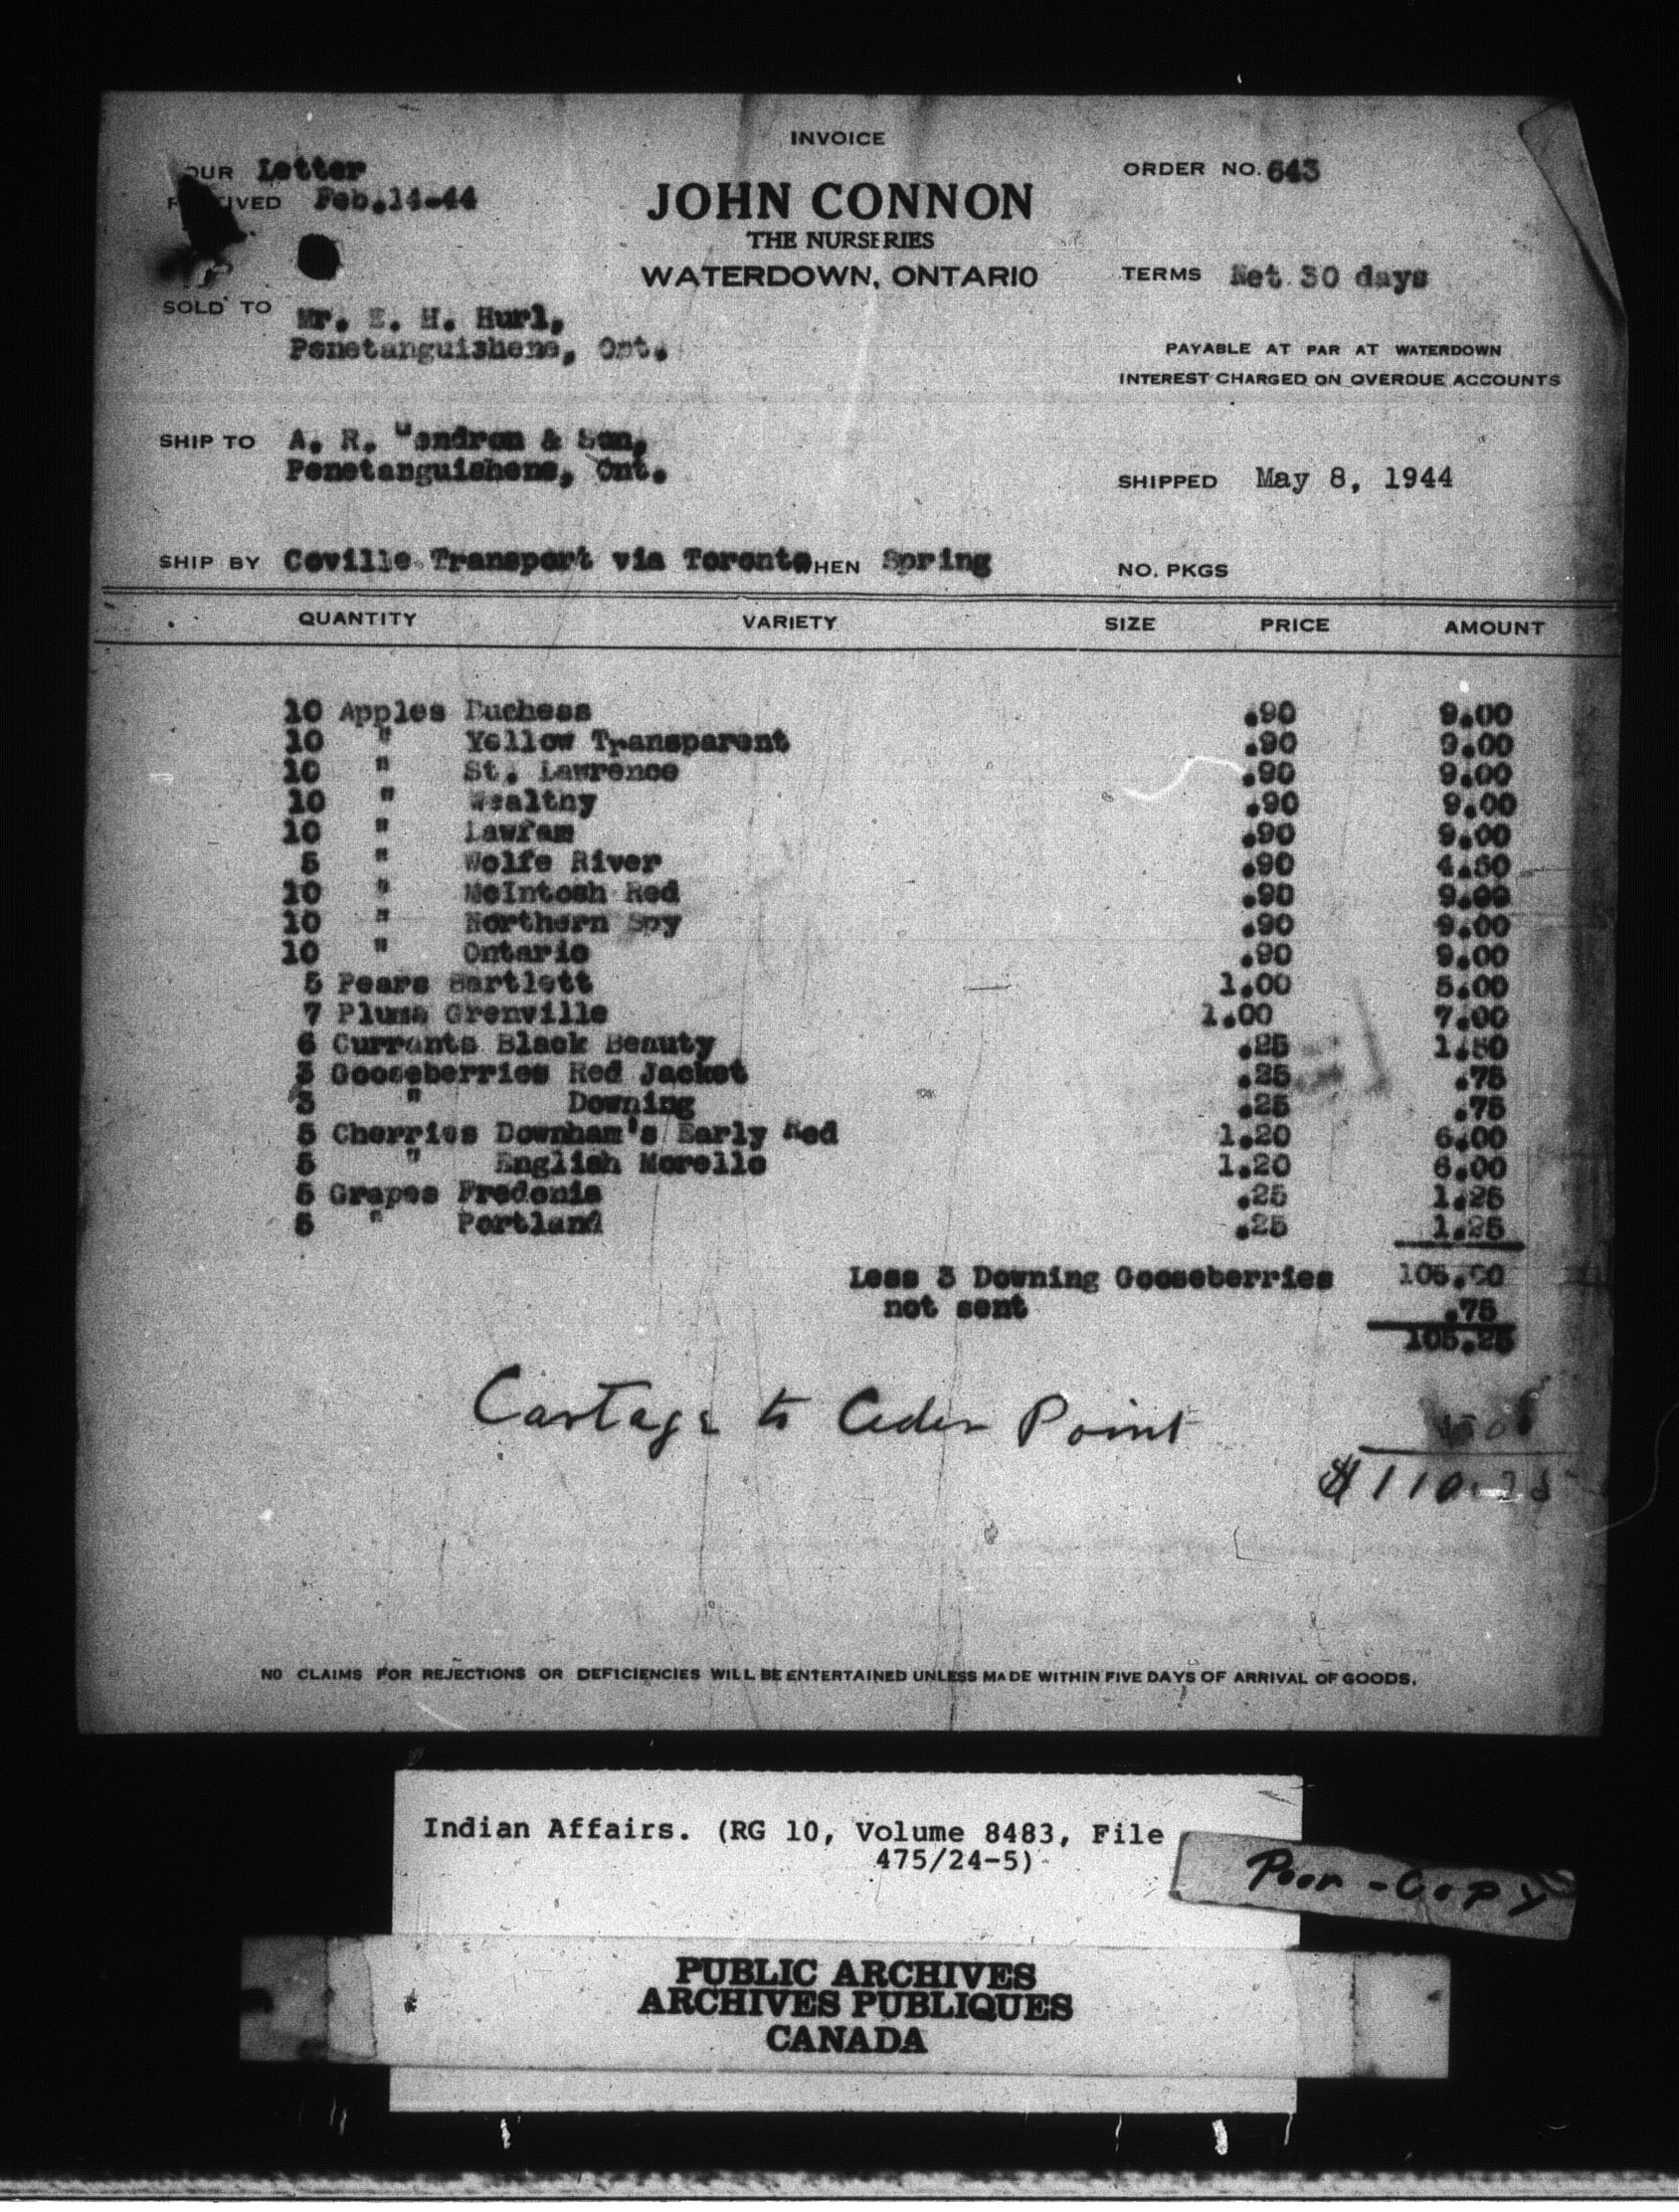 INVOICE
OUR Letter
Feb.14-44
JOHN CONNON
THE NURSERIES
WATERDOWN, ONTARIO
ORDER NO. 643
TERMS Net 30 days
SOLD TO Mr. E. H. Hurl,
Penetanguishene, Ont.
PAYABLE AT PAR AT WATERDOWN
INTEREST CHARGED ON OVERDUE ACCOUNTS
SHIP TO A. R. & Son,
Penetanguishene, Ont.
SHIPPED May 8, 1944
SHIP BY Coville Transport via Toronto HEN Spring
NO. PKGS
QUANTITY VARIETY SIZE PRICE AMOUNT
10 Apples Duchess .90 9.00
10 " Yellow Transparent .90 9.00
10 " St. Lawrence .90 9.00
10 " Wealthy .90 9.00
10 " Lawfam .90 9.00
5 " Wolfe River .90 4.50
10 " McIntosh Red .90 9.00
10 " Northern Spy .90 9.00
10 " Ontario .90 9.00
5 Pears Bartlett 1.00 5.00
7 Plums Grenville 1.00 7.00
6 Currants Black Beauty .25 1.50
3 Gooseberries Red Jacket .25 .75
3 " Downing .25 .75
5 Cherries Downham's Early Red 1.20 6.00
5 " English Morello 1.20 6.00
5 Grapes Fredonia .25 1.25
5 " Portland .25 1.25
Less 3 Downing Gooseberries 106.00
not sent .75
105.25
Cartage to Ceder Point
$110.25
NO CLAIMS FOR REJECTIONS OR DEFICIENCIES WILL BE ENTERTAINED UNLESS MADE WITHIN FIVE DAYS OF ARRIVAL OF GOODS.
Indian Affairs. (RG 10, Volume 8483, File
475/24-5)
Poor-Copy
PUBLIC ARCHIVES
ARCHIVES PUBLIQUES
CANADA